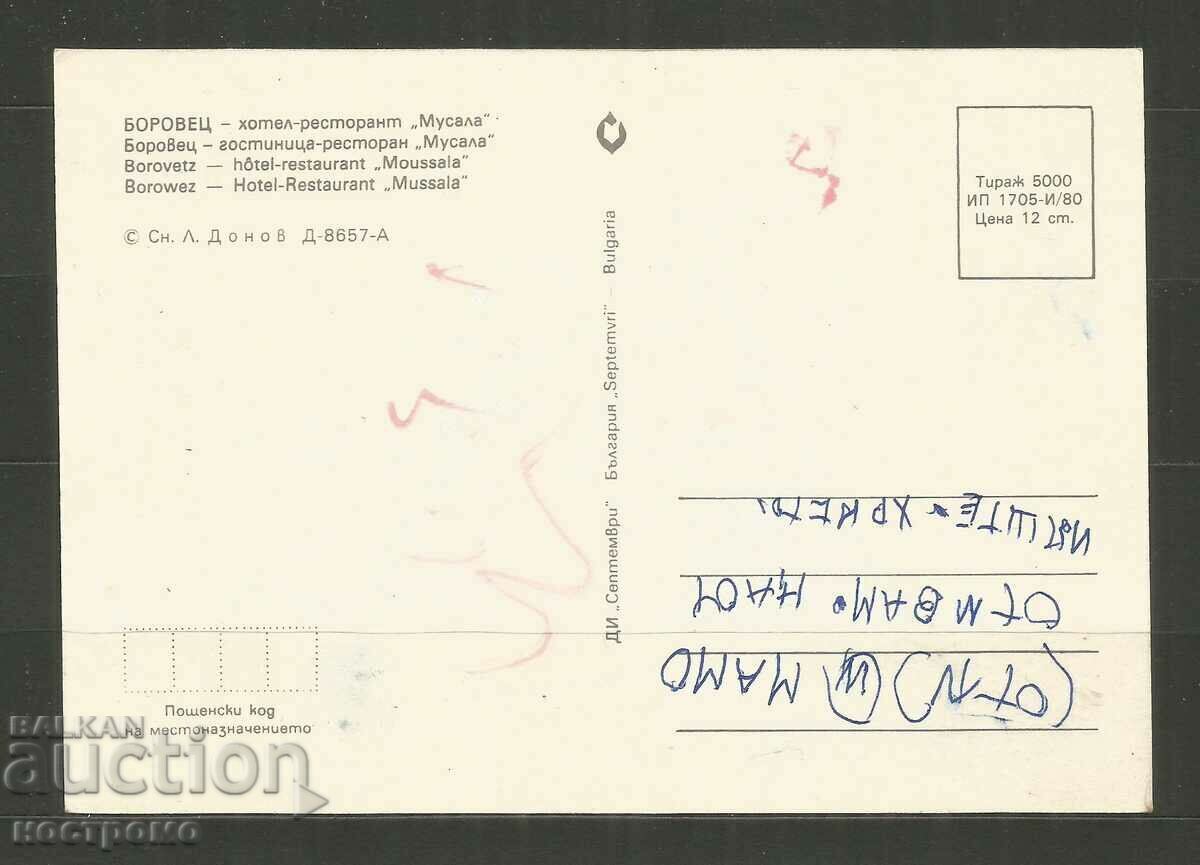 БОРОВЕЦ – хотел-ресторант „Мусала“
Боровец – гостиница-ресторан „Мусала“
Borovetz — hôtel-restaurant „Moussala“
Borowez — Hotel-Restaurant „Mussala“
© Сн. Л. Донов Д-8657-А
ДИ „Септември“ България „Septemvri“ – Bulgaria
Тираж 5000
ИП 1705-И/80
Цена 12 ст.
МАМО
Пощенски код
на местоназначението
BALKAN
auction
костромо